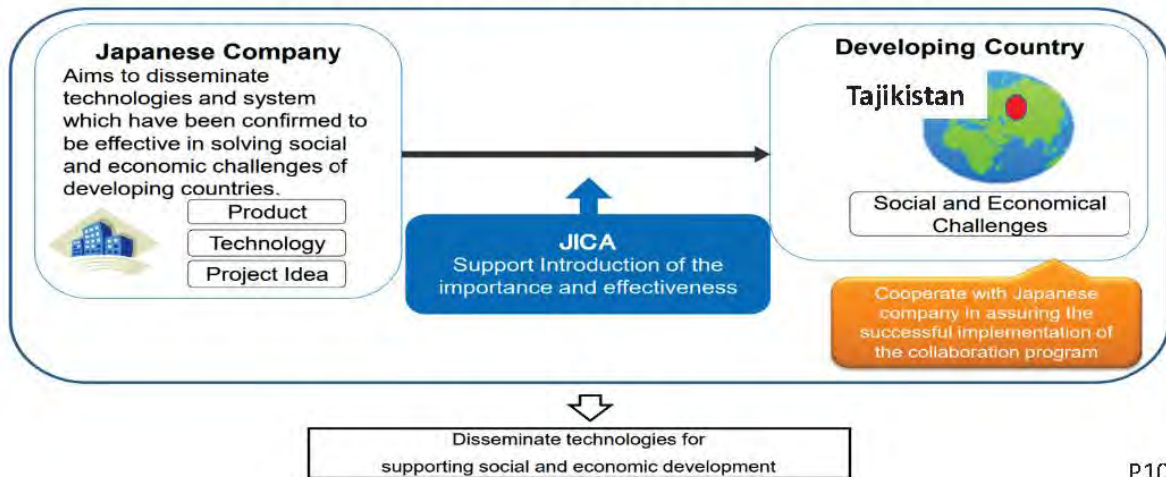 Japanese Company
Aims to disseminate
technologies and system
which have been confirmed to
be effective in solving social
and economic challenges of
developing countries.
Product
Technology
Project Idea
JICA
Support Introduction of the
importance and effectiveness
Developing Country
Tajikistan
Social and Economical
Challenges
Cooperate with Japanese
company in assuring the
successful implementation of
the collaboration program
Disseminate technologies for
supporting social and economic development
P10